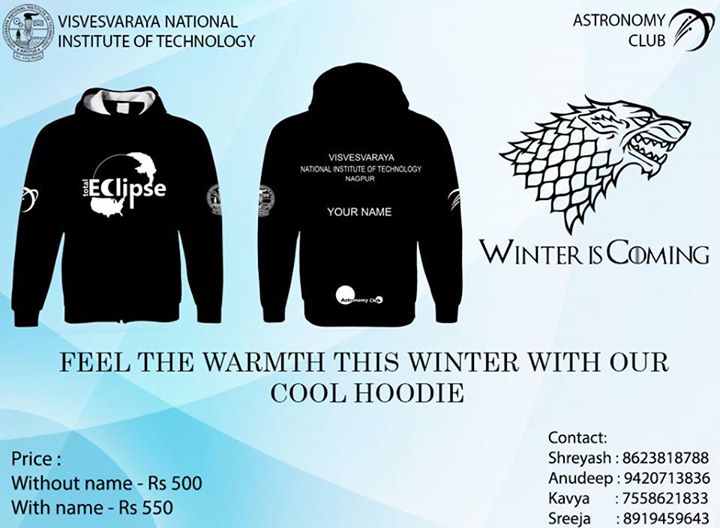 VISVESVARAYA NATIONAL
INSTITUTE OF TECHNOLOGY
ASTRONOMY
CLUB
total
EClipse
VISVESVARAYA
NATIONAL INSTITUTE OF TECHNOLOGY
NAGPUR
YOUR NAME
Astronomy Club
WINTER IS COMING
FEEL THE WARMTH THIS WINTER WITH OUR
COOL HOODIE
Price :
Without name - Rs 500
With name - Rs 550
Contact:
Shreyash : 8623818788
Anudeep : 9420713836
Kavya : 7558621833
Sreeja : 8919459643